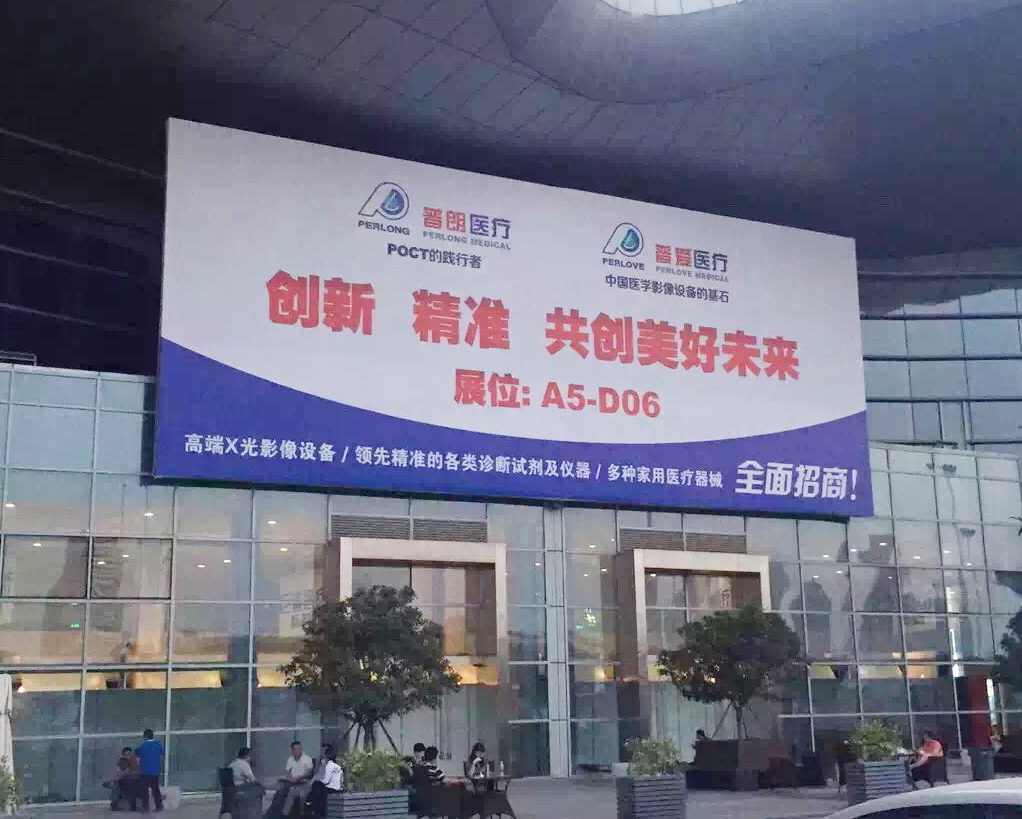 PERLONG
普朗医疗
PERLONG MEDICAL
POCT的践行者
PERLOVE
普爱医疗
PERLOVE MEDICAL
中国医学影像设备的基石
创新 精准 共创美好未来
展位: A5-D06
高端X光影像设备 / 领先精准的各类诊断试剂及仪器 / 多种家用医疗器械 全面招商!